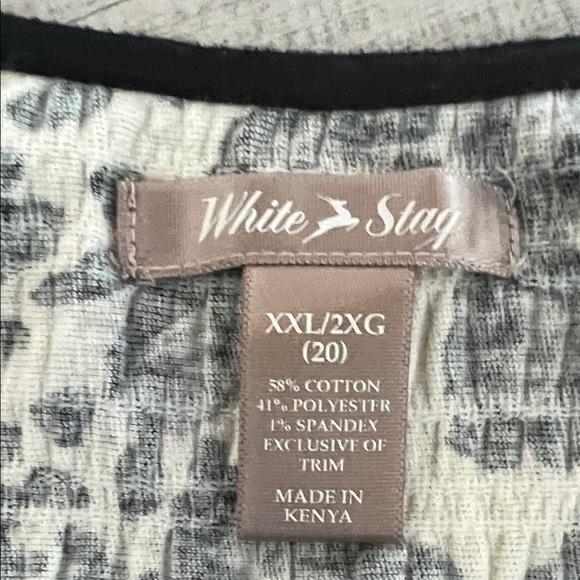 White Stag
XXL/2XG
(20)
58% COTTON
41% POLYESTER
1% SPANDEX
EXCLUSIVE OF
TRIM
MADE IN
KENYA